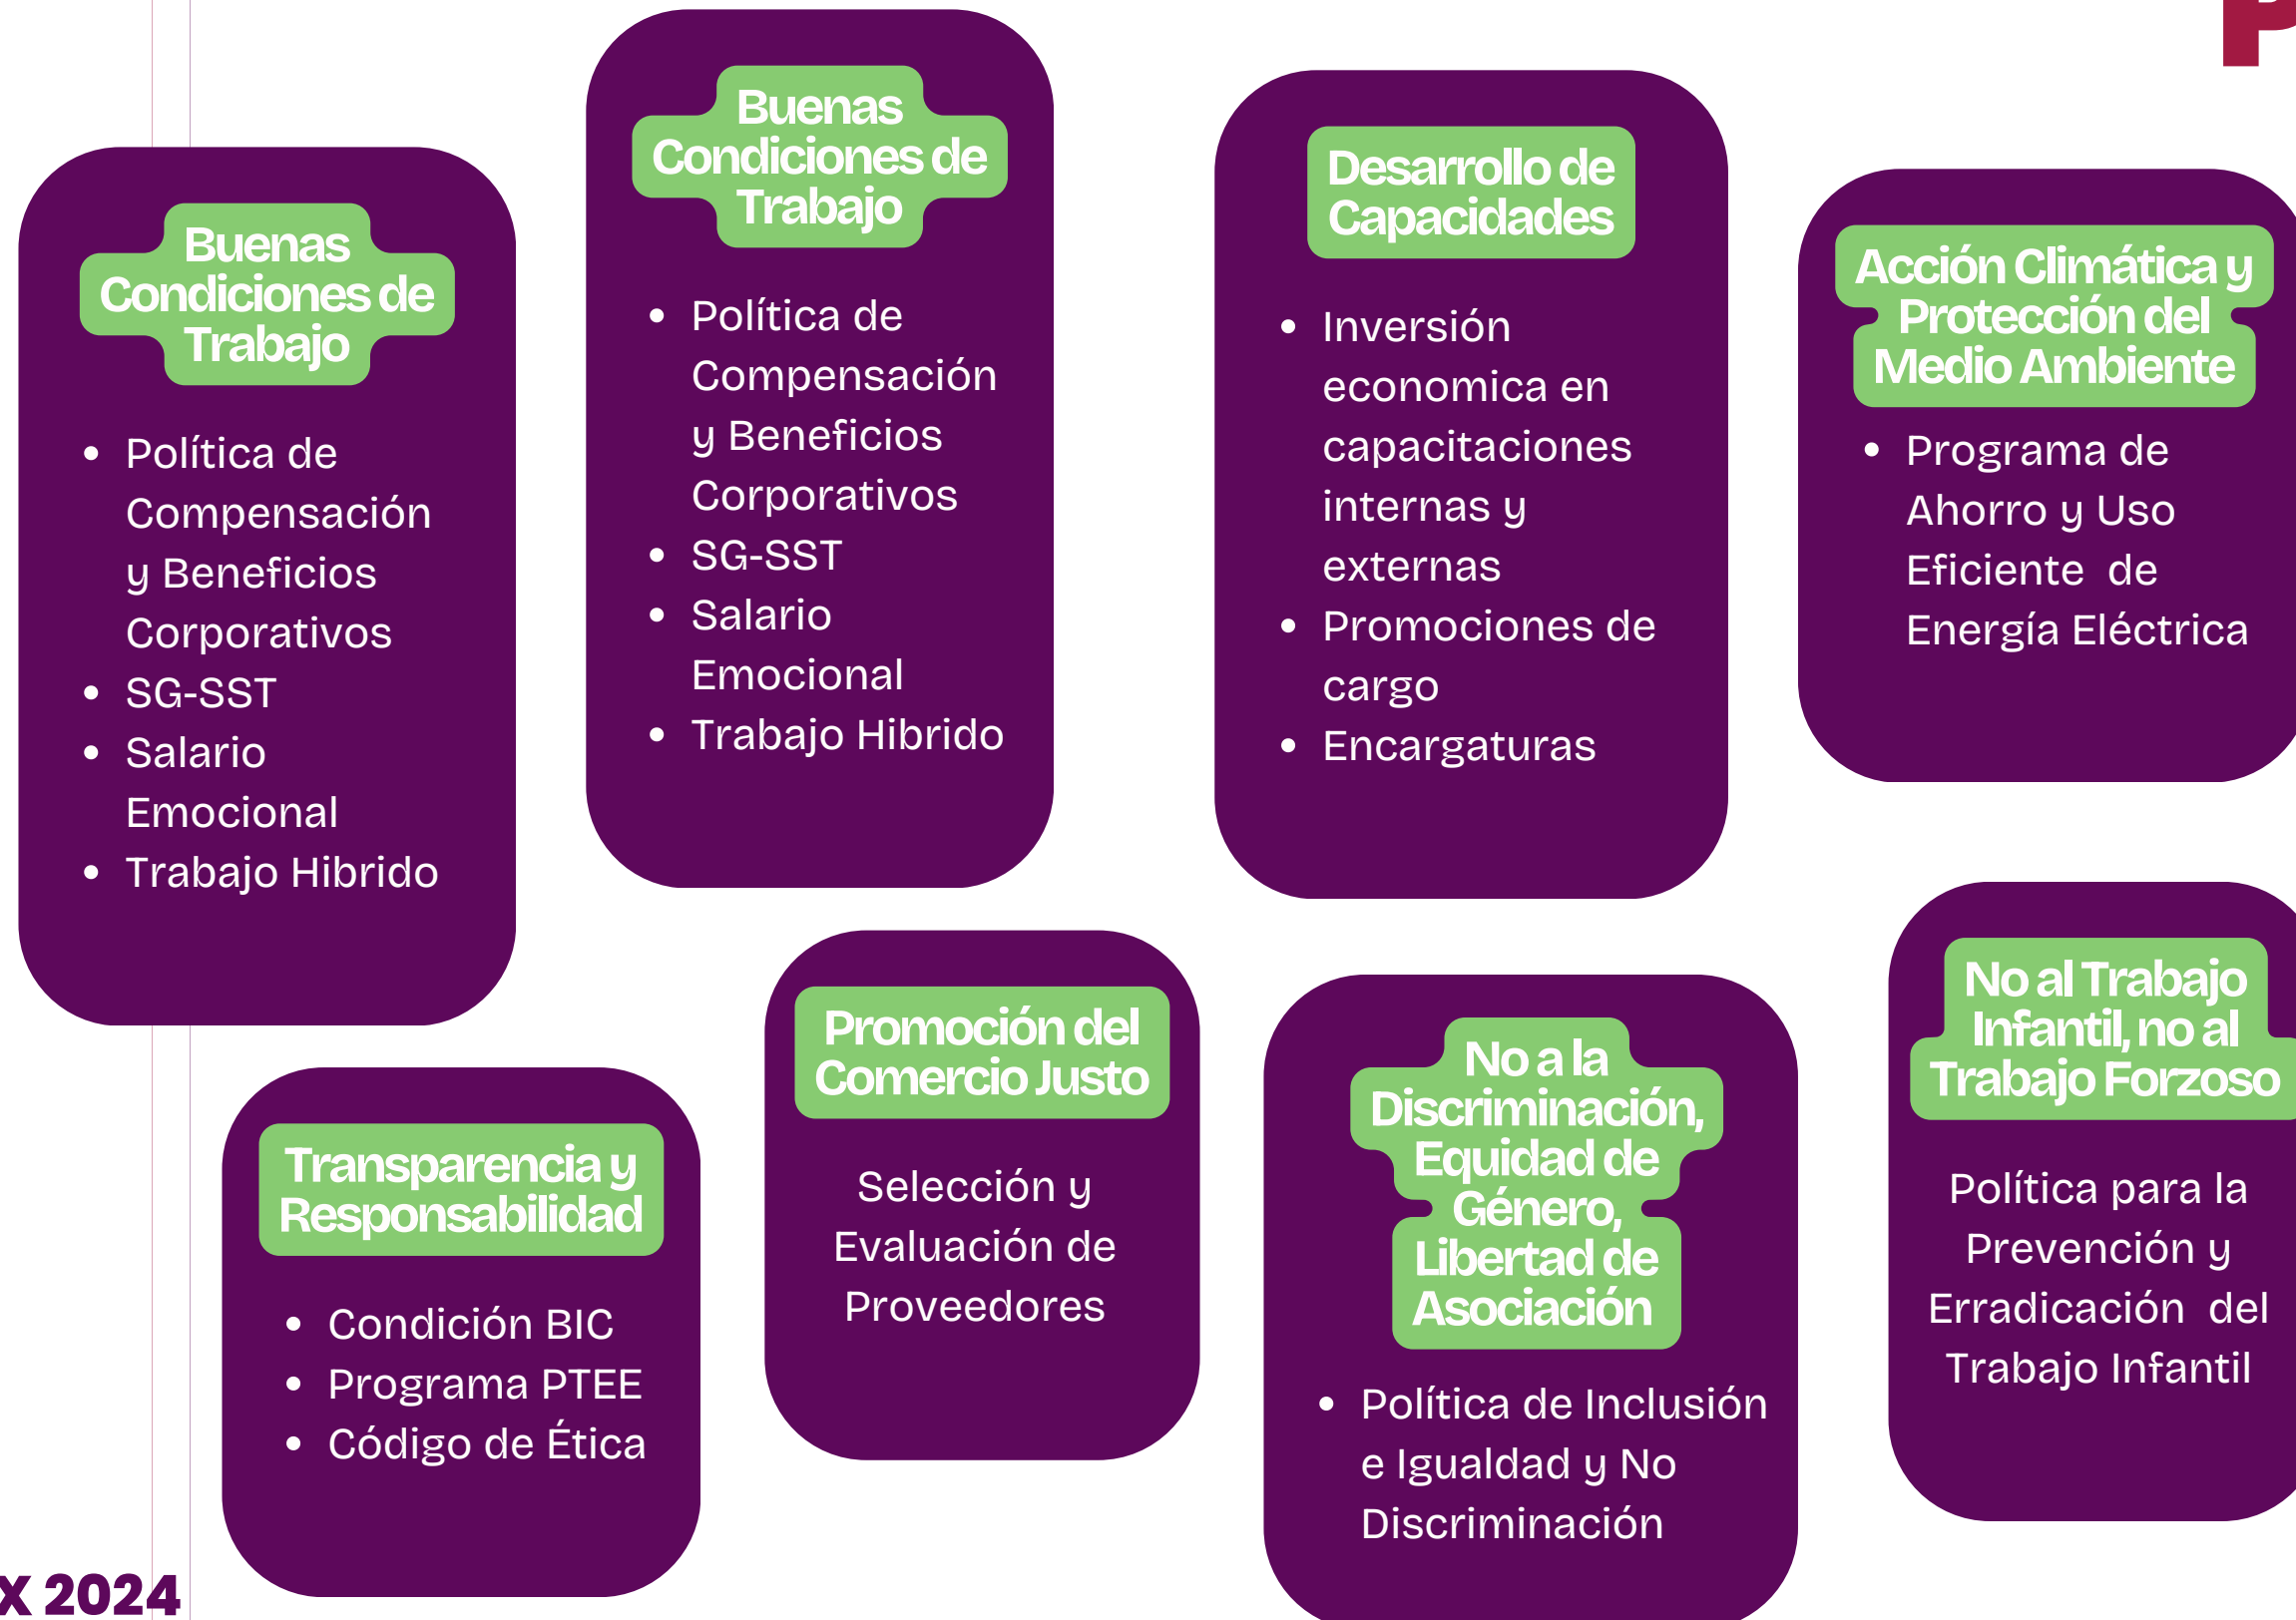 P
Buenas
Condiciones de
Trabajo
Política de
Compensación
y Beneficios
Corporativos
SG-SST
Salario
Emocional
Trabajo Hibrido
Buenas
Condiciones de
Trabajo
Política de
Compensación
y Beneficios
Corporativos
SG-SST
Salario
Emocional
Trabajo Hibrido
Desarrollo de
Capacidades
Inversión
economica en
capacitaciones
internas y
externas
Promociones de
cargo
Encargaturas
Acción Climática y
Protección del
Medio Ambiente
Programa de
Ahorro y Uso
Eficiente  de
Energía Eléctrica
Transparencia y
Responsabilidad
Condición BIC
Programa PTEE
Código de Ética
Promoción del
Comercio Justo
Selección y
Evaluación de
Proveedores
No a la
Discriminación,
Equidad de
Género,
Libertad de
Asociación
Política de Inclusión
e Igualdad y No
Discriminación
No al Trabajo
Infantil, no al
Trabajo Forzoso
Política para la
Prevención y
Erradicación  del
Trabajo Infantil
X 2024